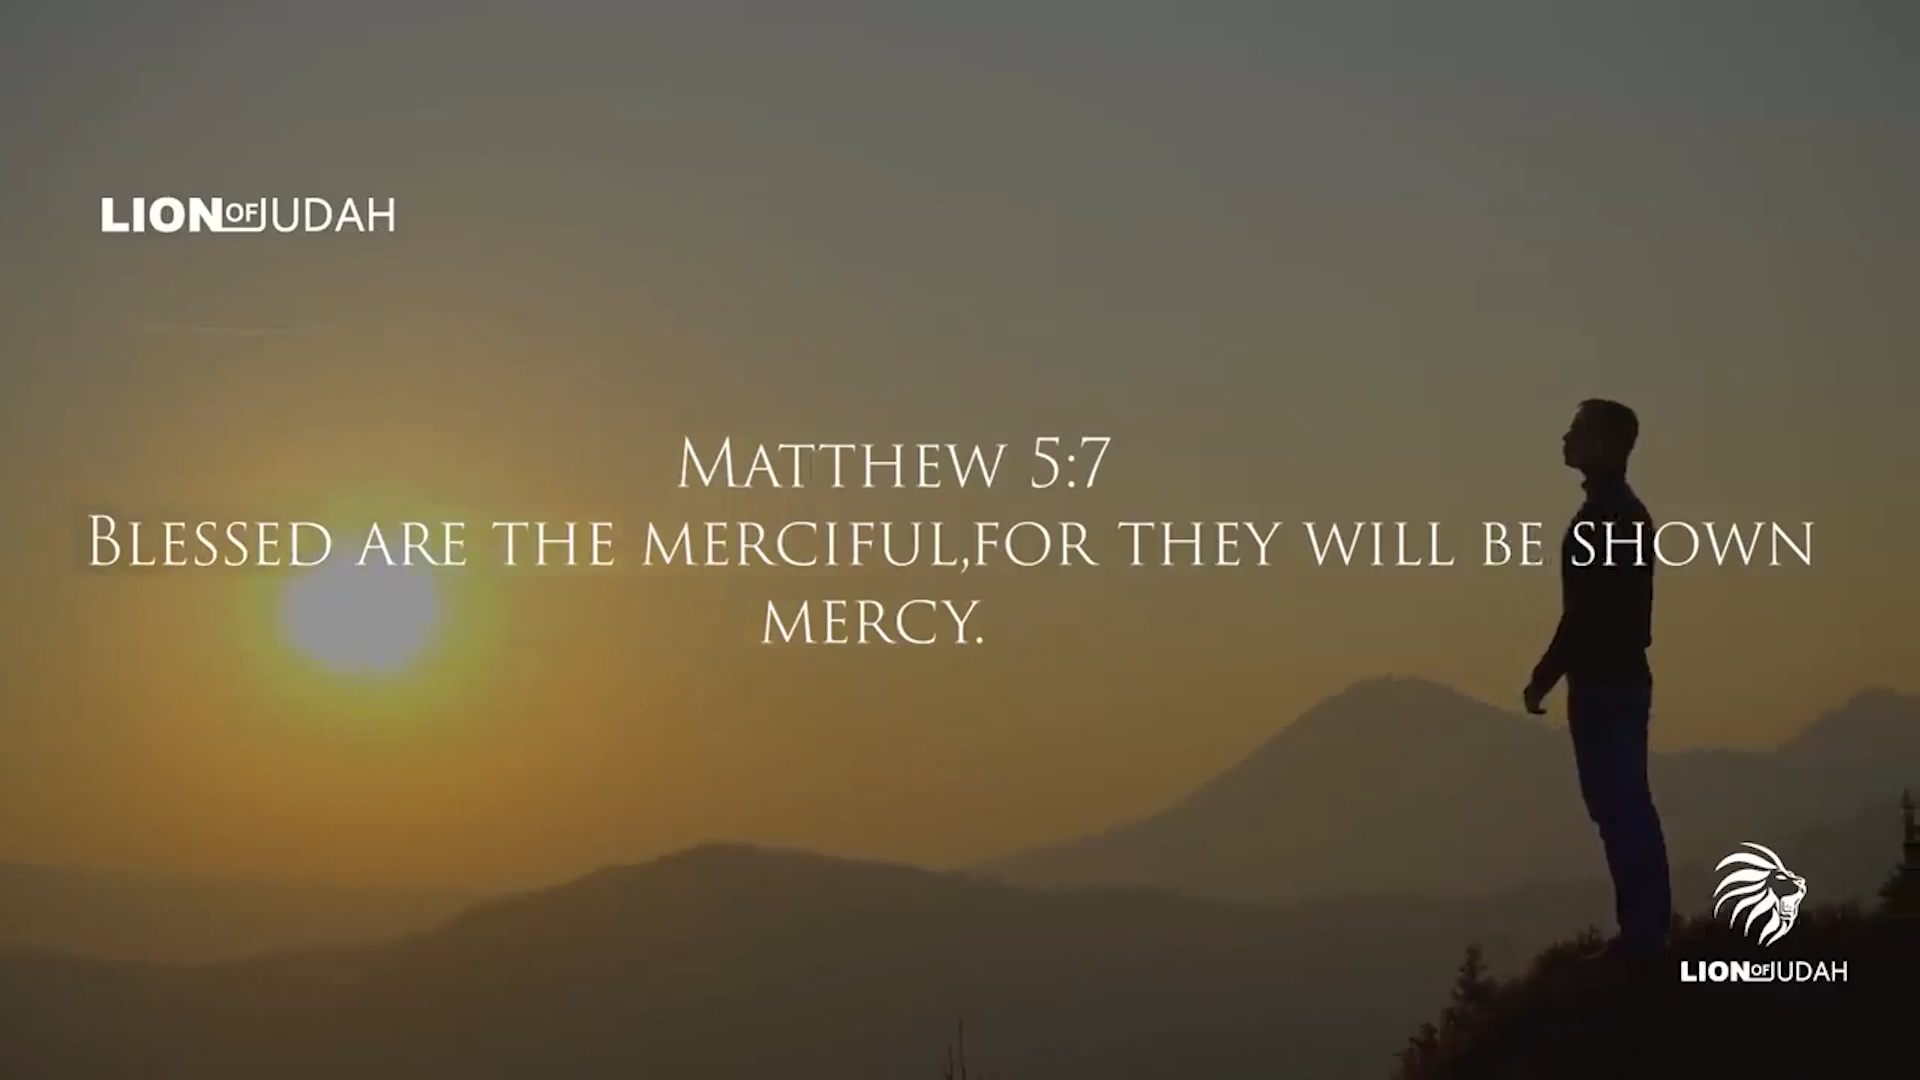 LION OF JUDAH
Matthew 5:7
Blessed are the merciful,for they will be shown
mercy.
LION OF JUDAH